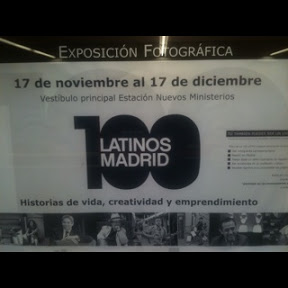 EXPOSICIÓN FOTOGRÁFICA
17 de noviembre al 17 de diciembre
Vestíbulo principal Estación Nuevos Ministerios
100
LATINOS
MADRID
Historias de vida, creatividad y emprendimiento